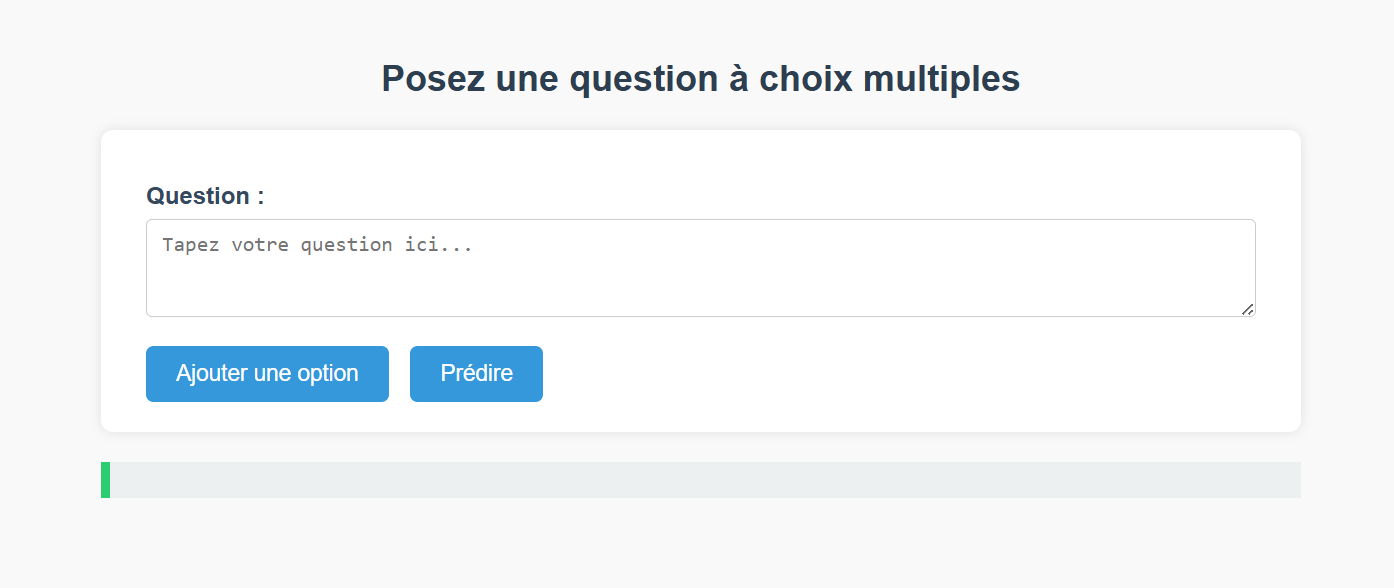 Posez une question à choix multiples
Question :
Tapez votre question ici...
Ajouter une option
Prédire